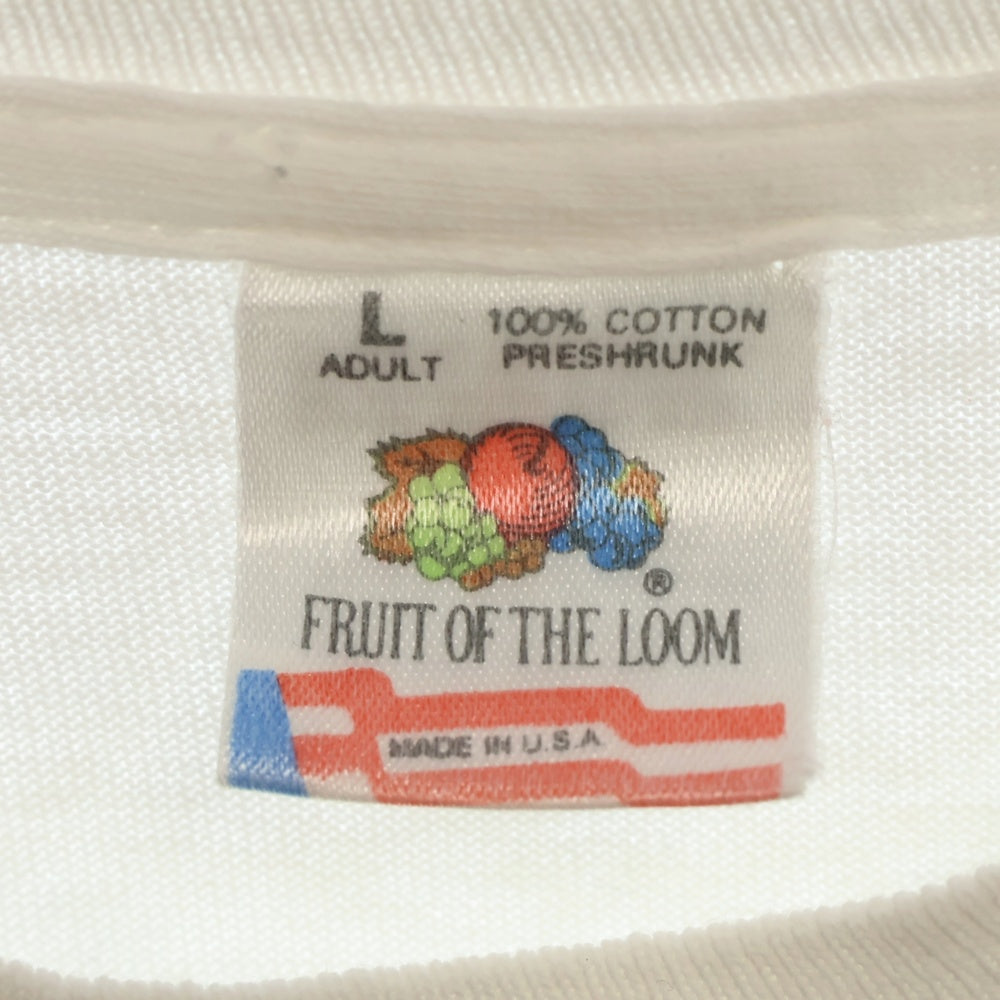 L
ADULT
100% COTTON
PRESHRUNK
®
FRUIT OF THE LOOM
MADE IN U.S.A.